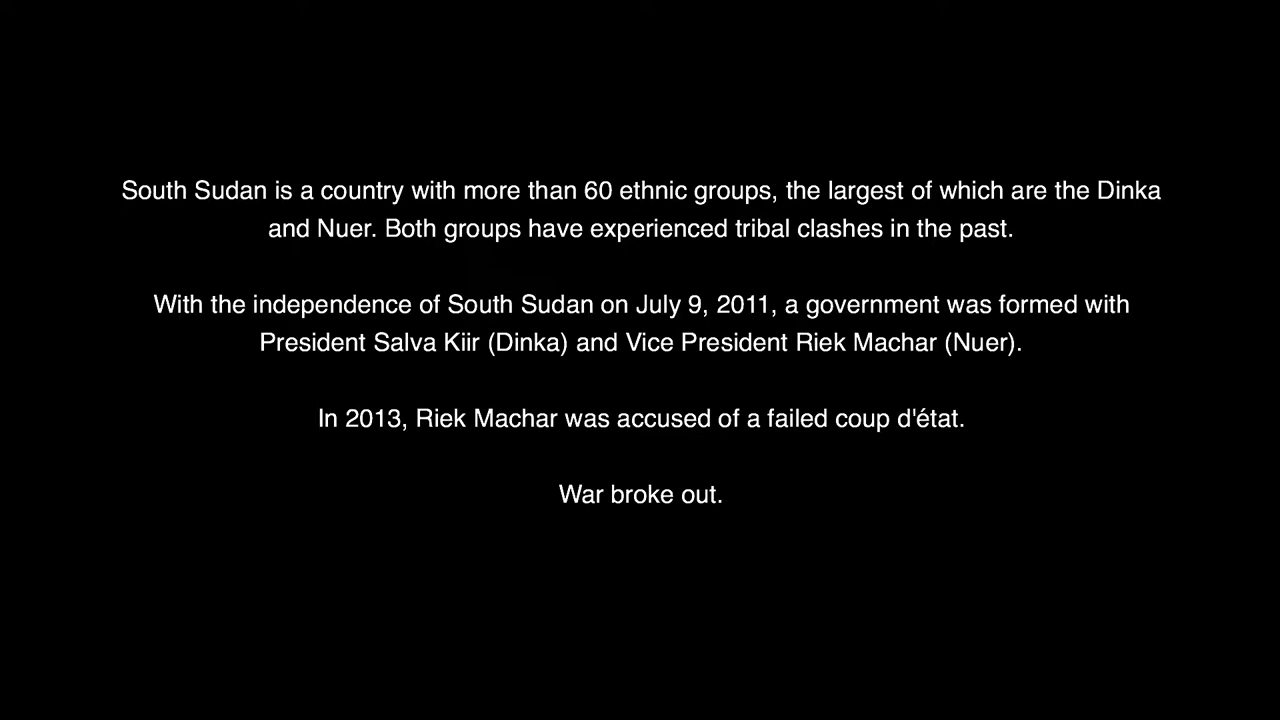 South Sudan is a country with more than 60 ethnic groups, the largest of which are the Dinka
and Nuer. Both groups have experienced tribal clashes in the past.
With the independence of South Sudan on July 9, 2011, a government was formed with
President Salva Kiir (Dinka) and Vice President Riek Machar (Nuer).
In 2013, Riek Machar was accused of a failed coup d'état.
War broke out.